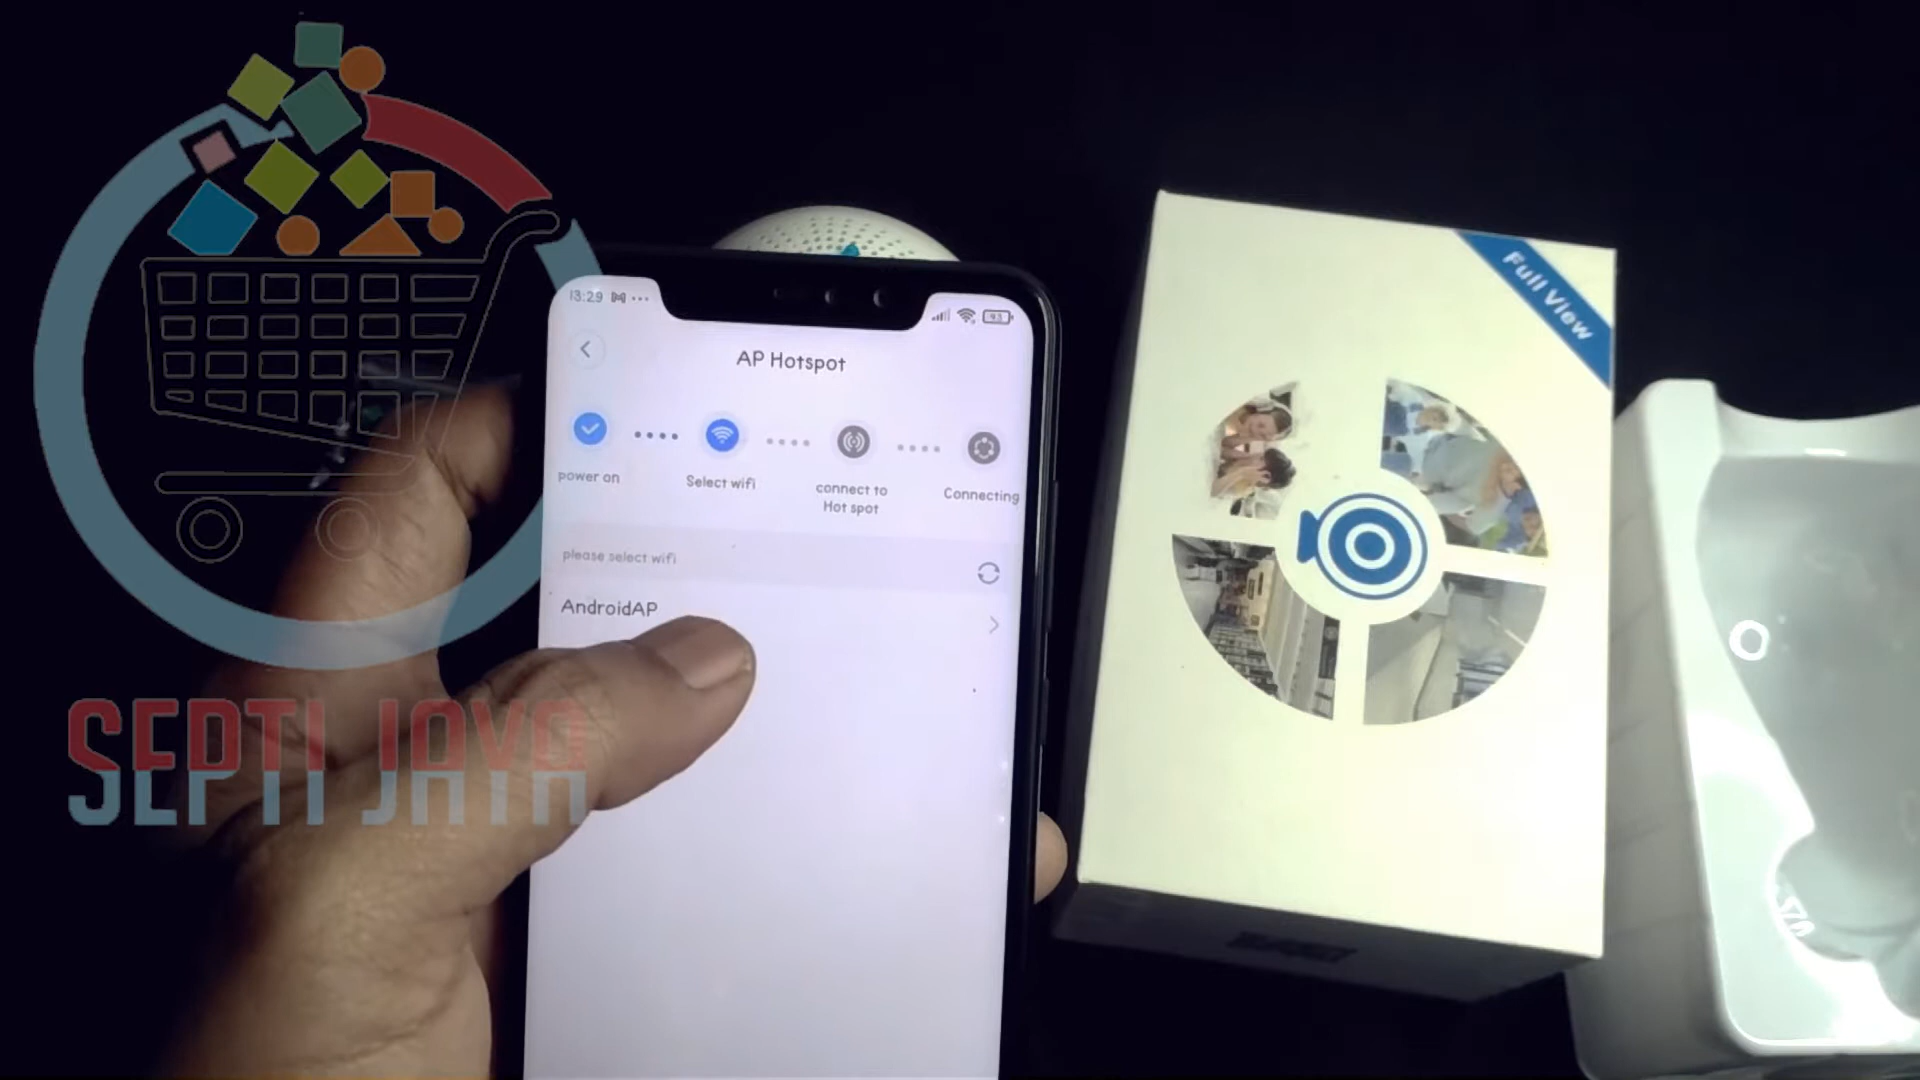 13:29
43
AP Hotspot
power on
Select wifi
connect to
Hot spot
Connecting
please select wifi
AndroidAP
Full View
SEPTI JAYA